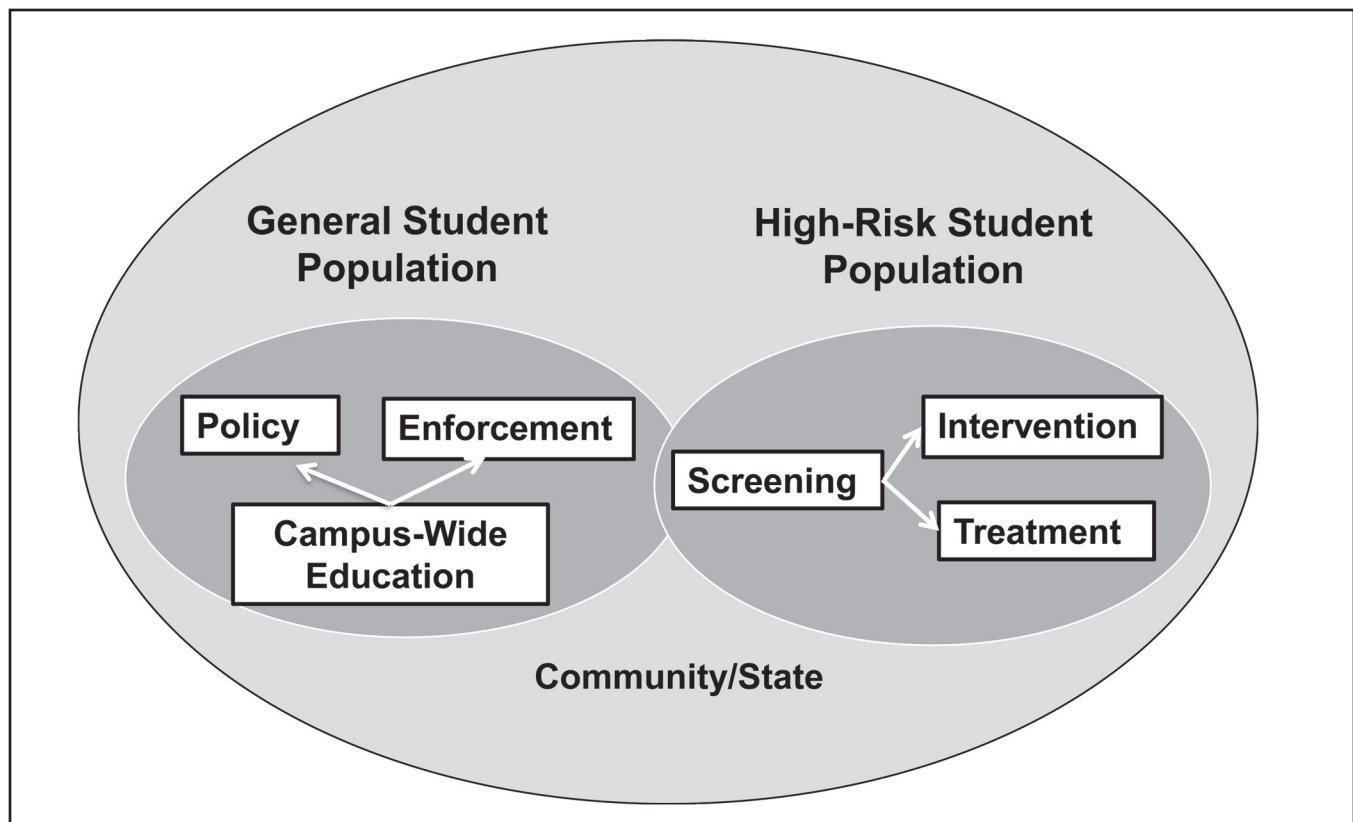 General Student
Population
High-Risk Student
Population
Policy
Enforcement
Campus-Wide
Education
Screening
Intervention
Treatment
Community/State